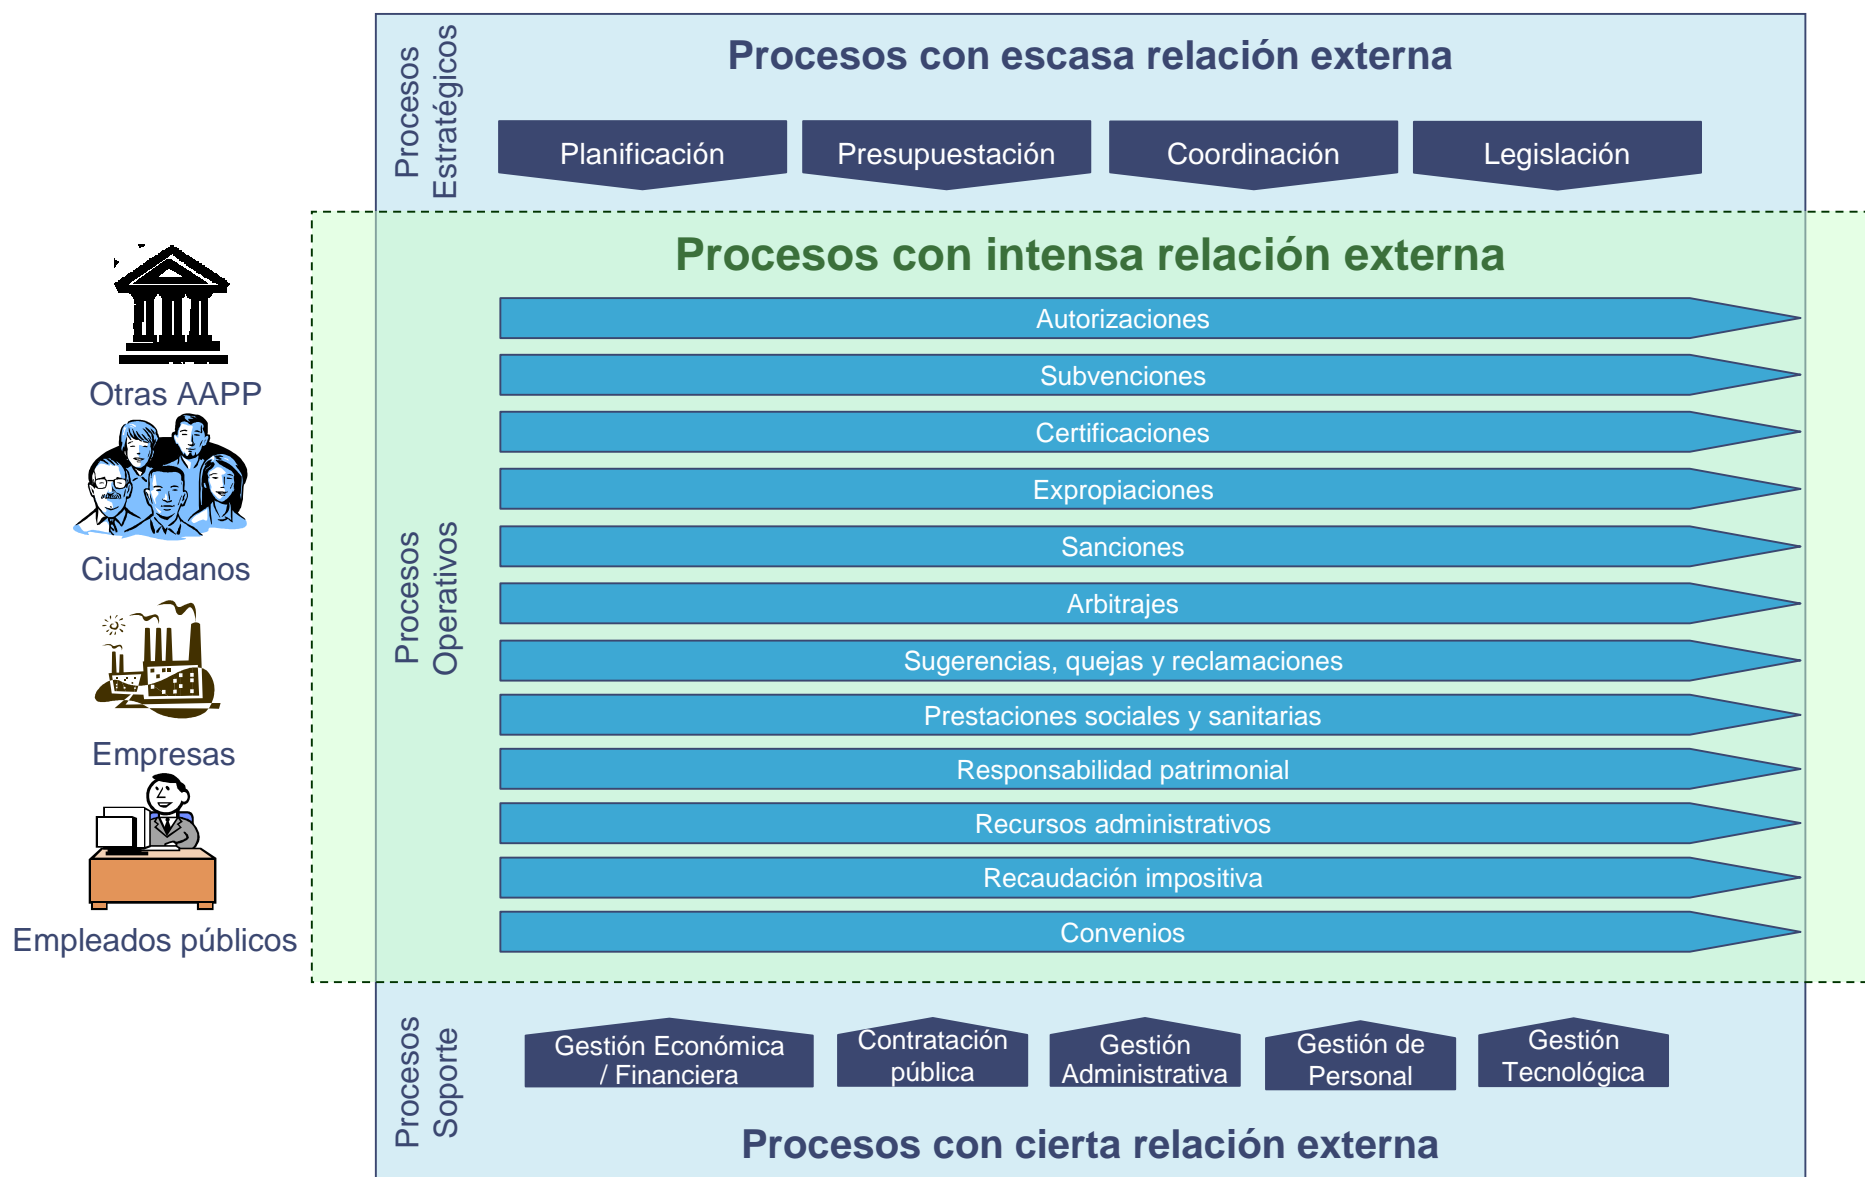 Procesos
Estratégicos
Procesos con escasa relación externa
Planificación
Presupuestación
Coordinación
Legislación
Otras AAPP
Ciudadanos
Empresas
Empleados públicos
Procesos
Operativos
Procesos con intensa relación externa
Autorizaciones
Subvenciones
Certificaciones
Expropiaciones
Sanciones
Arbitrajes
Sugerencias, quejas y reclamaciones
Prestaciones sociales y sanitarias
Responsabilidad patrimonial
Recursos administrativos
Recaudación impositiva
Convenios
Procesos
Soporte
Gestión Económica
/ Financiera
Contratación
pública
Gestión
Administrativa
Gestión de
Personal
Gestión
Tecnológica
Procesos con cierta relación externa